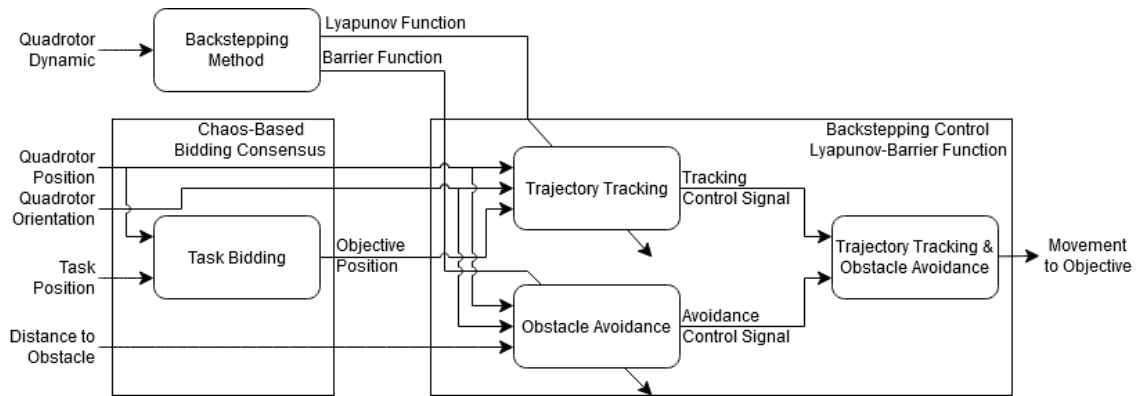 Lyapunov Function
Quadrotor
Dynamic
Backstepping
Method
Barrier Function
Chaos-Based
Bidding Consensus
Backstepping Control
Lyapunov-Barrier Function
Quadrotor
Position
Quadrotor
Orientation
Trajectory Tracking
Tracking
Control Signal
Task Bidding
Objective
Position
Trajectory Tracking &
Obstacle Avoidance
Movement
to Objective
Task
Position
Distance to
Obstacle
Obstacle Avoidance
Avoidance
Control Signal